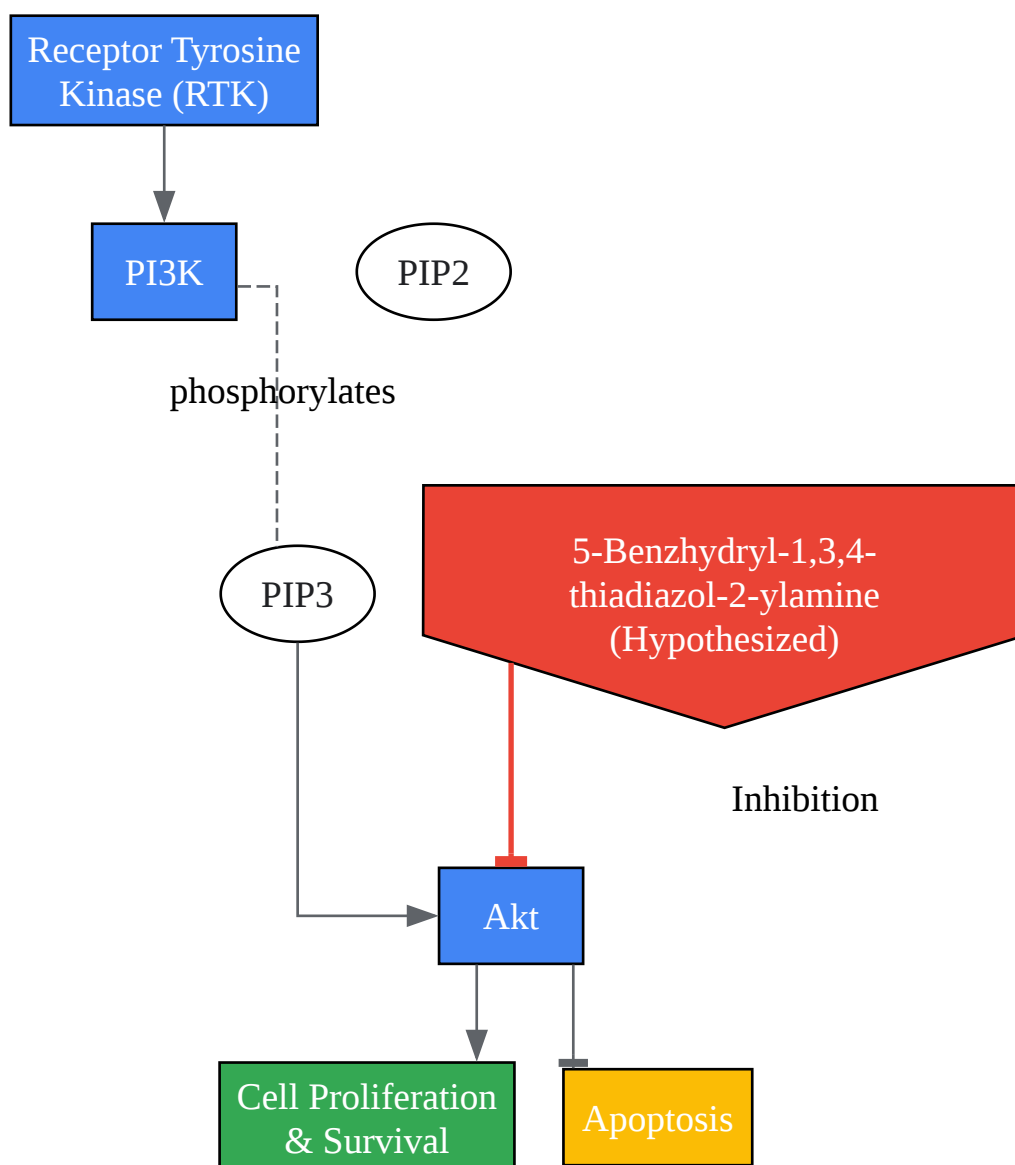 Receptor Tyrosine
Kinase (RTK)
PI3K
PIP2
phosphorylates
5-Benzhydryl-1,3,4-
thiadiazol-2-ylamine
(Hypothesized)
PIP3
Inhibition
Akt
Cell Proliferation
& Survival
Apoptosis